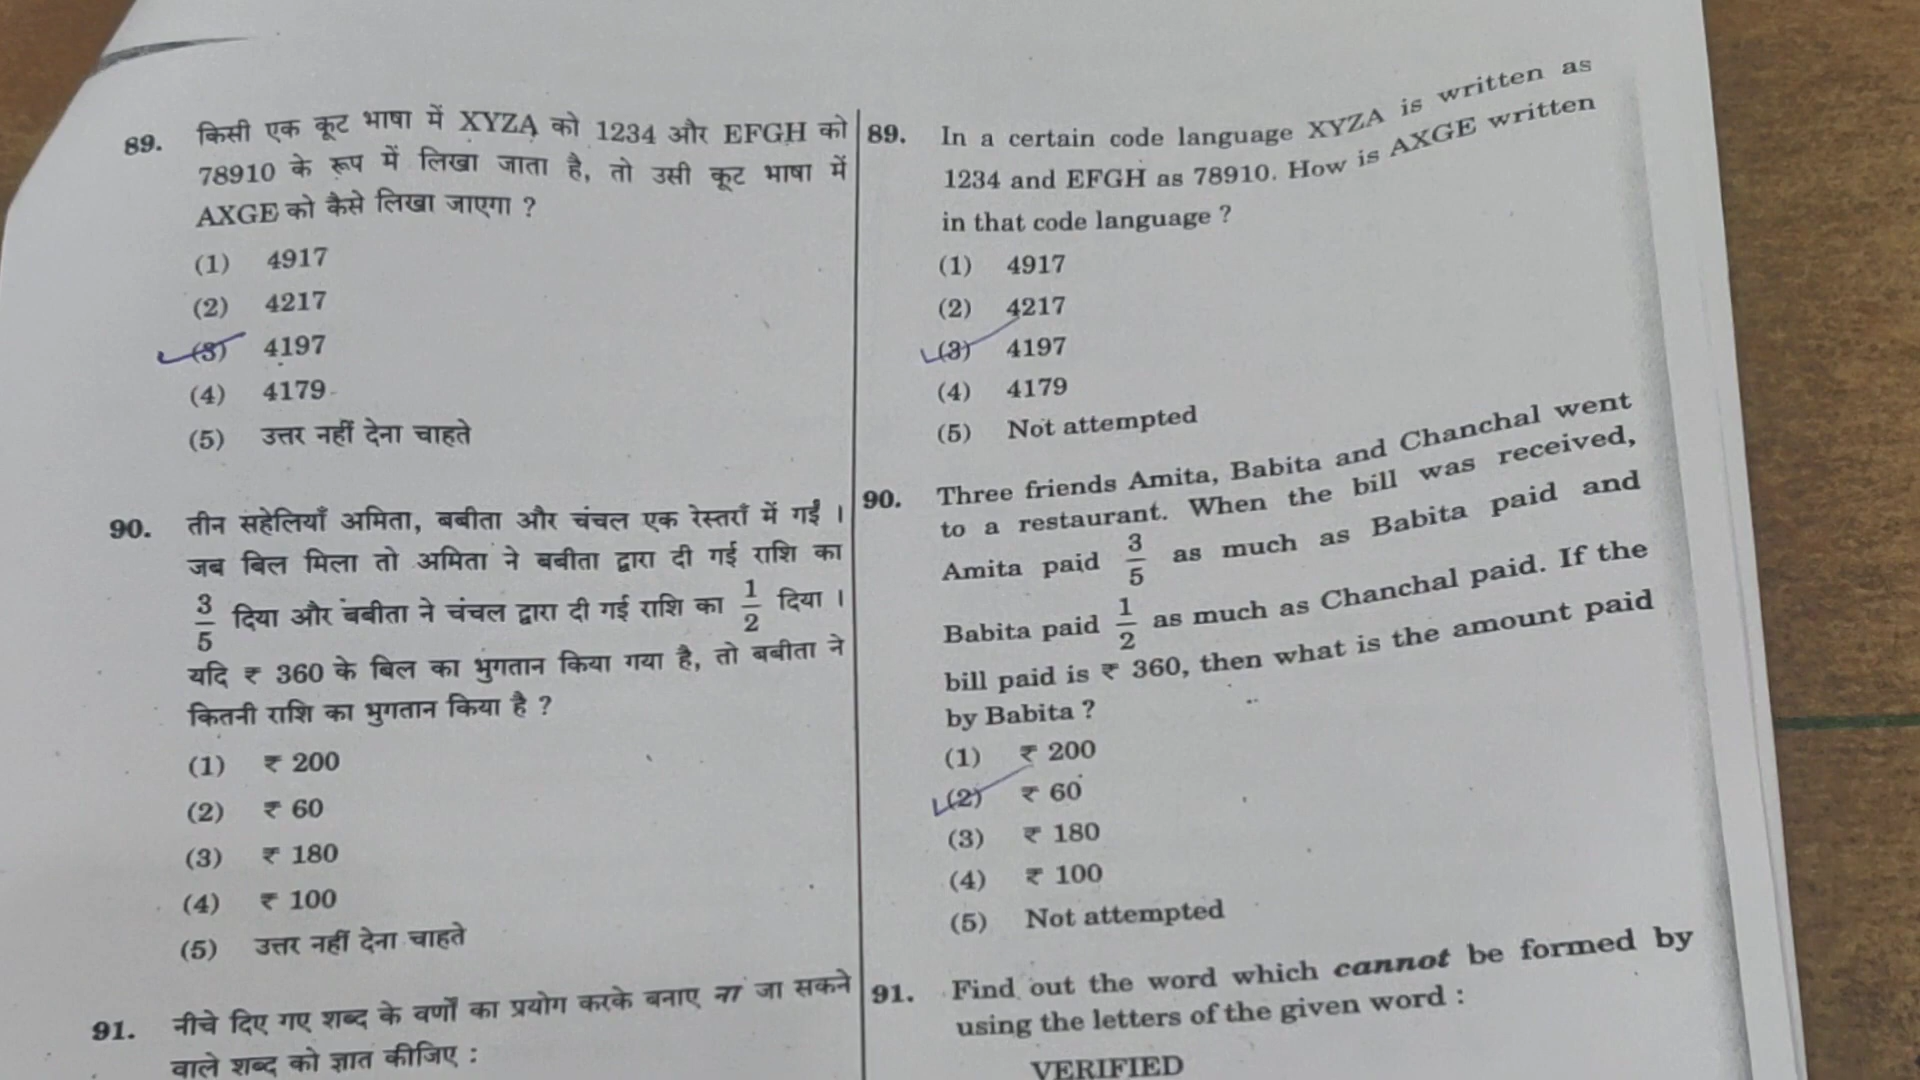 89. किसी एक कूट भाषा में XYZA को 1234 और EFGH को
78910 के रूप में लिखा जाता है, तो उसी कूट भाषा में
AXGE को कैसे लिखा जाएगा ?
(1) 4917
(2) 4217
(3) 4197
(4) 4179
(5) उत्तर नहीं देना चाहते
90. तीन सहेलियाँ अमिता, बबीता और चंचल एक रेस्तराँ में गईं ।
जब बिल मिला तो अमिता ने बबीता द्वारा दी गई राशि का
3/5 दिया और बबीता ने चंचल द्वारा दी गई राशि का 1/2 दिया ।
यदि ₹ 360 के बिल का भुगतान किया गया है, तो बबीता ने
कितनी राशि का भुगतान किया है ?
(1) ₹ 200
(2) ₹ 60
(3) ₹ 180
(4) ₹ 100
(5) उत्तर नहीं देना चाहते
91. नीचे दिए गए शब्द के वर्णों का प्रयोग करके बनाए ना जा सकने
वाले शब्द को ज्ञात कीजिए :
89. In a certain code language XYZA is written as
1234 and EFGH as 78910. How is AXGE written
in that code language ?
(1) 4917
(2) 4217
(3) 4197
(4) 4179
(5) Not attempted
90. Three friends Amita, Babita and Chanchal went
to a restaurant. When the bill was received,
Amita paid 3/5 as much as Babita paid and
Babita paid 1/2 as much as Chanchal paid. If the
bill paid is ₹ 360, then what is the amount paid
by Babita ?
(1) ₹ 200
(2) ₹ 60
(3) ₹ 180
(4) ₹ 100
(5) Not attempted
91. Find out the word which cannot be formed by
using the letters of the given word :
VERIFIED